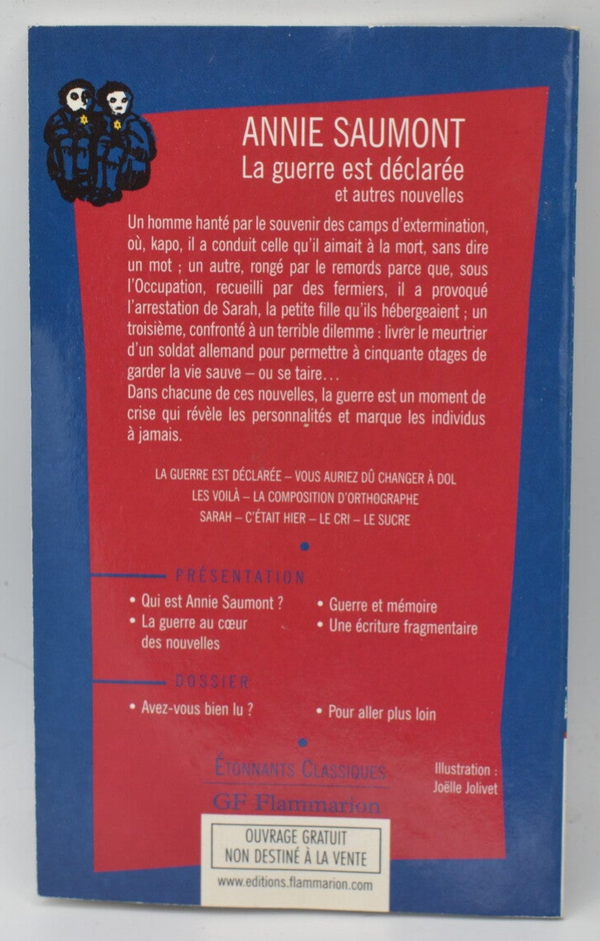 ANNIE SAUMONT
La guerre est déclarée
et autres nouvelles
Un homme hanté par le souvenir des camps d'extermination,
où, kapo, il a conduit celle qu'il aimait à la mort, sans dire
un mot ; un autre, rongé par le remords parce que, sous
l'Occupation, recueilli par des fermiers, il a provoqué
l'arrestation de Sarah, la petite fille qu'ils hébergeaient ; un
troisième, confronté à un terrible dilemme : livrer le meurtrier
d'un soldat allemand pour permettre à cinquante otages de
garder la vie sauve – ou se taire…
Dans chacune de ces nouvelles, la guerre est un moment de
crise qui révèle les personnalités et marque les individus
à jamais.
LA GUERRE EST DÉCLARÉE – VOUS AURIEZ DÛ CHANGER À DOL
LES VOILÀ – LA COMPOSITION D'ORTHOGRAPHE
SARAH – C'ÉTAIT HIER – LE CRI – LE SUCRE
PRÉSENTATION
• Qui est Annie Saumont ?
• La guerre au cœur
des nouvelles
• Guerre et mémoire
• Une écriture fragmentaire
DOSSIER
• Avez-vous bien lu ?
• Pour aller plus loin
ÉTONNANTS CLASSIQUES
GF Flammarion
Illustration :
Joëlle Jolivet
OUVRAGE GRATUIT
NON DESTINÉ À LA VENTE
www.editions.flammarion.com